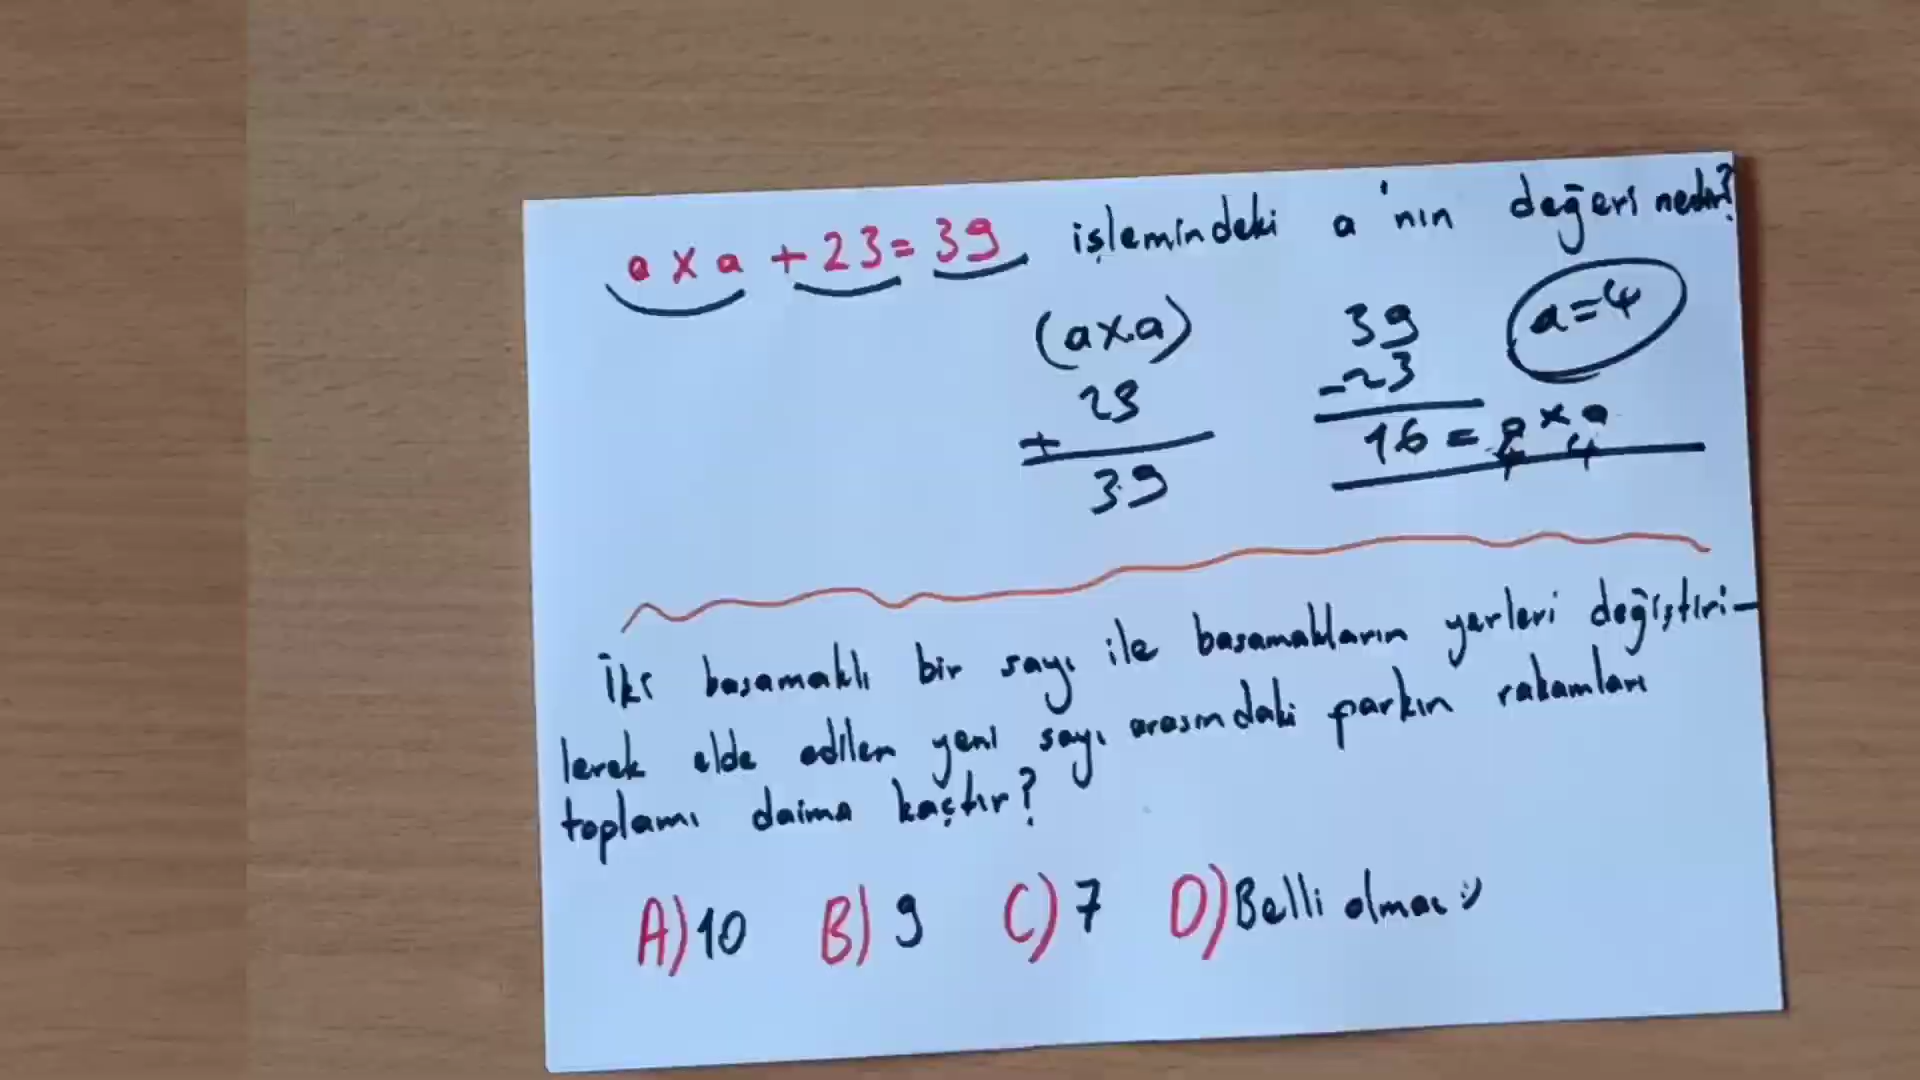 a x a + 23 = 39 işlemindeki a'nın değeri nedir?
(axa)
23
+
39
39
-23
16 = a x a
4 4
a=4
İki basamaklı bir sayı ile basamakların yerleri değiştiri-
lerek elde edilen yeni sayı arasındaki farkın rakamları
toplamı daima kaçtır?
A) 10 B) 9 C) 7 D) Belli olmaz :)